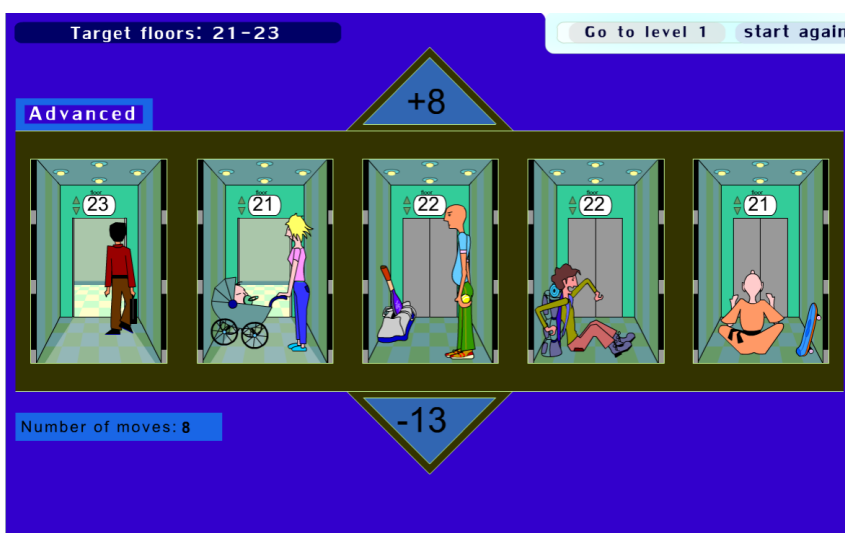 Target floors: 21-23
Go to level 1 start again
+8
Advanced
floor floor floor floor floor
23 21 22 22 21
-13
Number of moves: 8